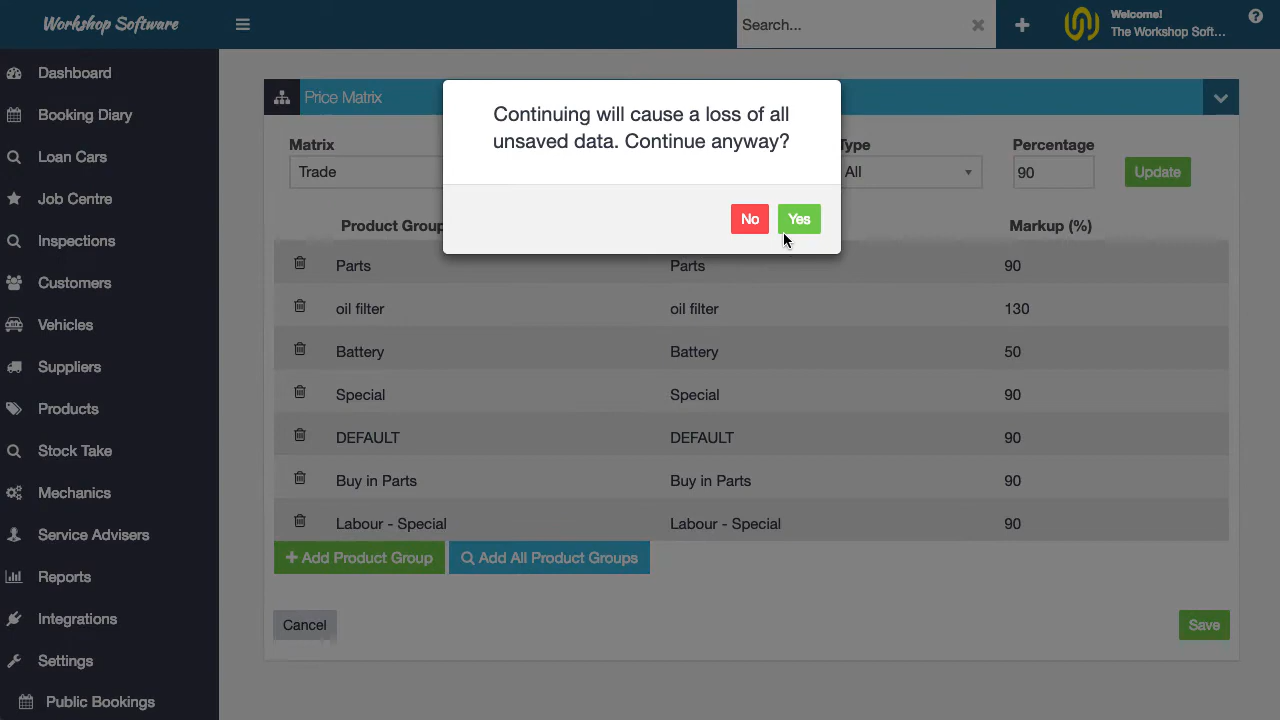 Workshop Software
Search...
Welcome!
The Workshop Soft...
Dashboard
Booking Diary
Loan Cars
Job Centre
Inspections
Customers
Vehicles
Suppliers
Products
Stock Take
Mechanics
Service Advisers
Reports
Integrations
Settings
Public Bookings
Price Matrix
Continuing will cause a loss of all
unsaved data. Continue anyway?
No Yes
Matrix Type Percentage
Trade All 90 Update
Product Group Markup (%)
Parts Parts 90
oil filter oil filter 130
Battery Battery 50
Special Special 90
DEFAULT DEFAULT 90
Buy in Parts Buy in Parts 90
Labour - Special Labour - Special 90
+ Add Product Group Add All Product Groups
Cancel Save